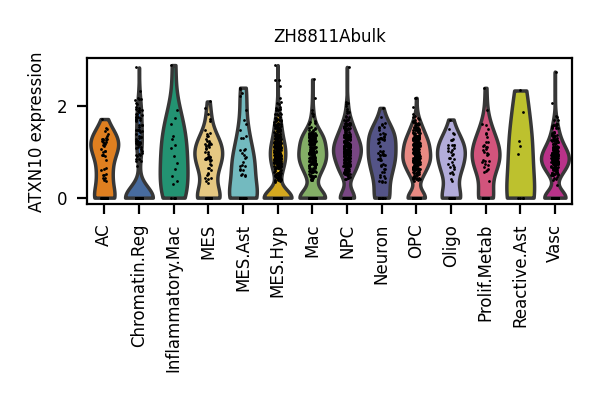 ZH8811Abulk
ATXN10 expression
2
0
AC
Chromatin.Reg
Inflammatory.Mac
MES
MES.Ast
MES.Hyp
Mac
NPC
Neuron
OPC
Oligo
Prolif.Metab
Reactive.Ast
Vasc